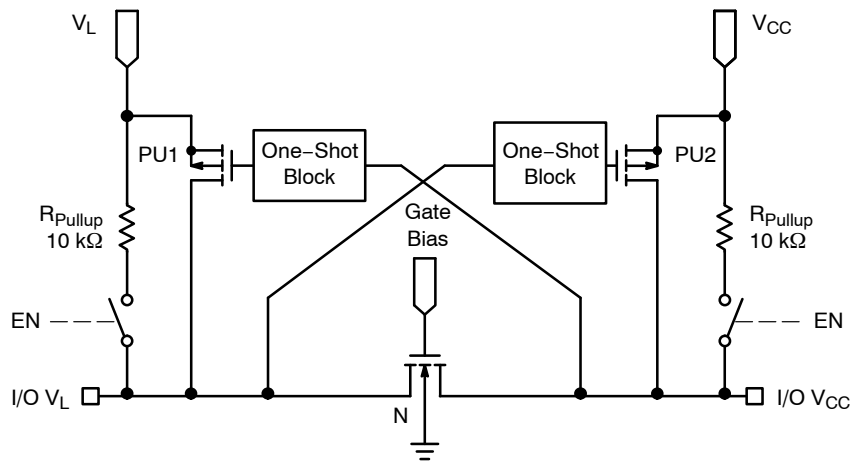 V_L
V_CC
PU1
One–Shot
Block
One–Shot
Block
PU2
Gate
Bias
R_Pullup
10 kΩ
R_Pullup
10 kΩ
EN
EN
I/O V_L
N
I/O V_CC